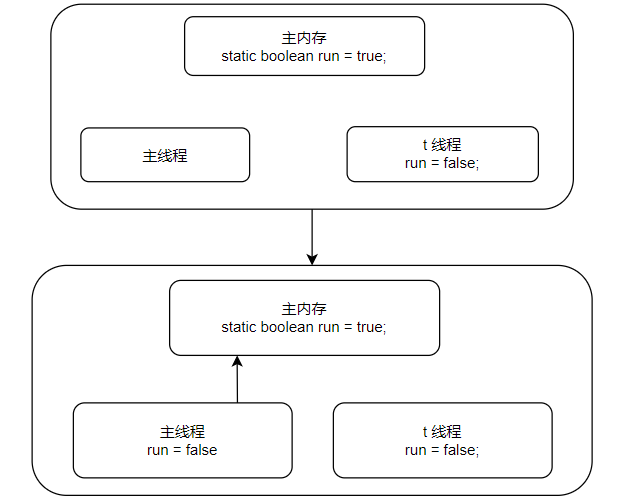 主内存
static boolean run = true;
主线程
t 线程
run = false;
主内存
static boolean run = true;
主线程
run = false
t 线程
run = false;